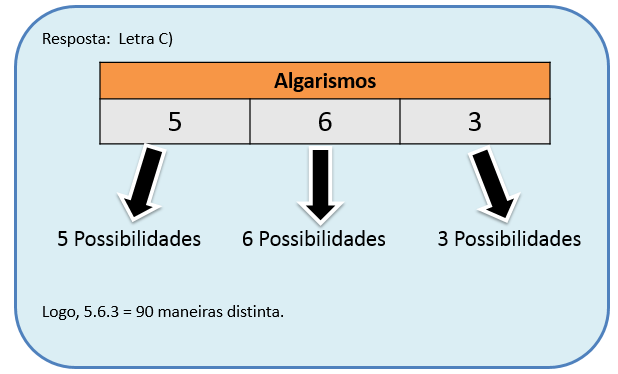 Resposta: Letra C)
Algarismos
5 6 3
5 Possibilidades 6 Possibilidades 3 Possibilidades
Logo, 5.6.3 = 90 maneiras distinta.